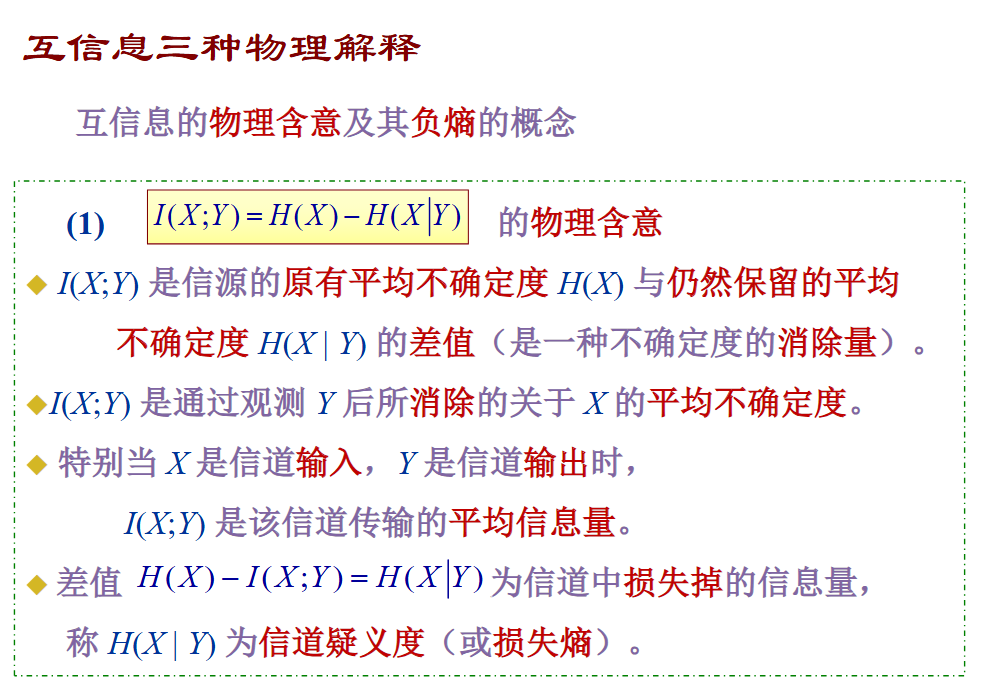 互信息三种物理解释
互信息的物理含意及其负熵的概念
(1) I(X;Y)=H(X)−H(X|Y) 的物理含意
◆ I(X;Y) 是信源的原有平均不确定度 H(X) 与仍然保留的平均
不确定度 H(X | Y) 的差值（是一种不确定度的消除量）。
◆I(X;Y) 是通过观测 Y 后所消除的关于 X 的平均不确定度。
◆ 特别当 X 是信道输入，Y 是信道输出时，
I(X;Y) 是该信道传输的平均信息量。
◆ 差值 H(X)−I(X;Y)=H(X|Y) 为信道中损失掉的信息量，
称 H(X | Y) 为信道疑义度（或损失熵）。